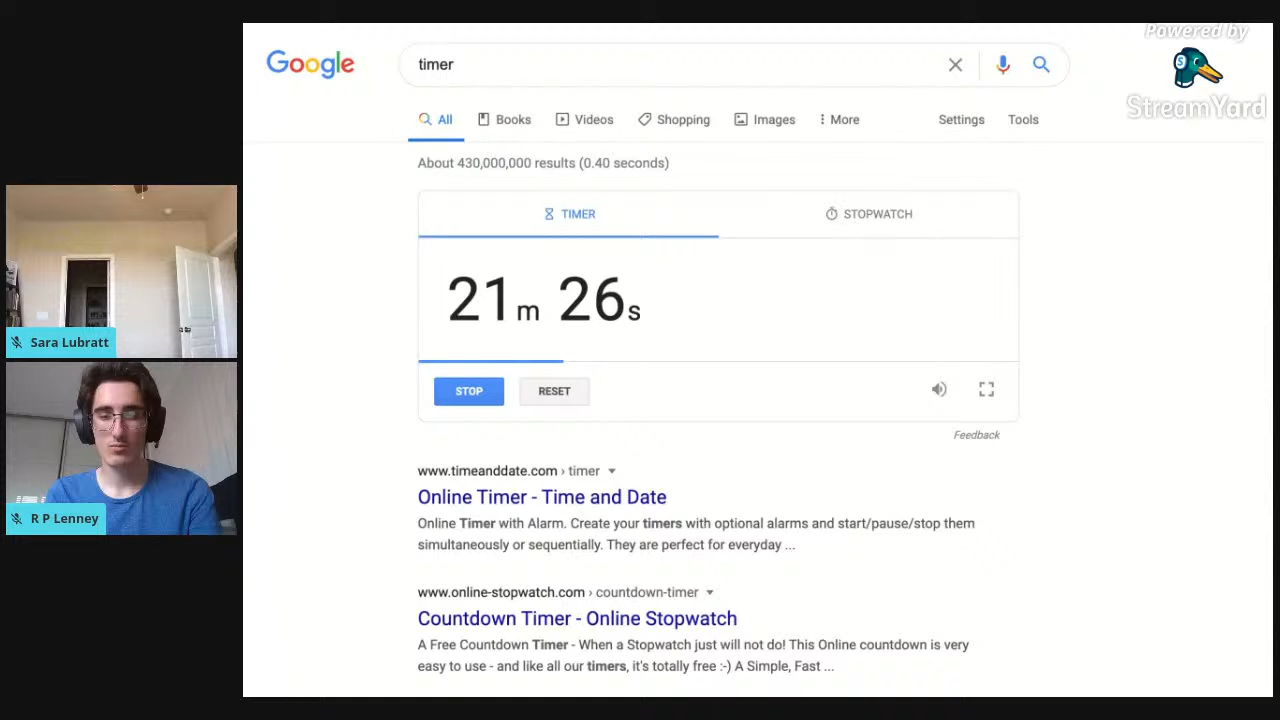 Powered by
StreamYard
Google
timer
All
Books
Videos
Shopping
Images
More
Settings
Tools
About 430,000,000 results (0.40 seconds)
TIMER
STOPWATCH
21m 26s
STOP
RESET
Feedback
www.timeanddate.com › timer
Online Timer - Time and Date
Online Timer with Alarm. Create your timers with optional alarms and start/pause/stop them
simultaneously or sequentially. They are perfect for everyday ...
www.online-stopwatch.com › countdown-timer
Countdown Timer - Online Stopwatch
A Free Countdown Timer - When a Stopwatch just will not do! This Online countdown is very
easy to use - and like all our timers, it's totally free :-) A Simple, Fast ...
Sara Lubratt
R P Lenney